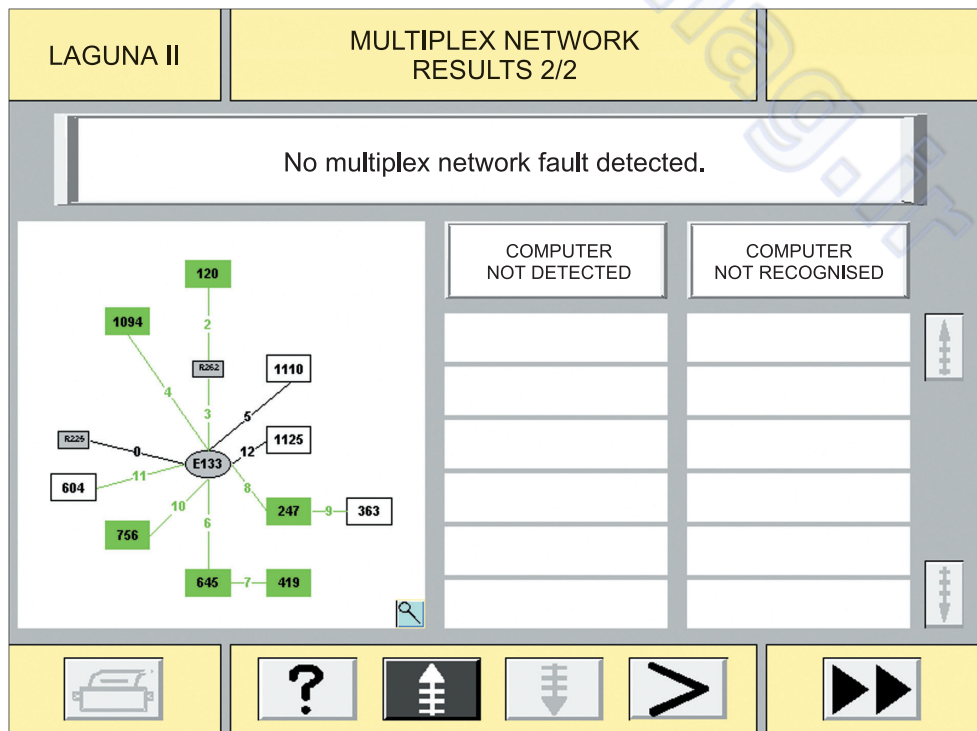 LAGUNA II
MULTIPLEX NETWORK
RESULTS 2/2
No multiplex network fault detected.
COMPUTER
NOT DETECTED
COMPUTER
NOT RECOGNISED
120
1094
2
R262
1110
4
3
5
R225
0
E133
12
1125
604
11
8
10
6
247
9
363
756
645
7
419
?
>